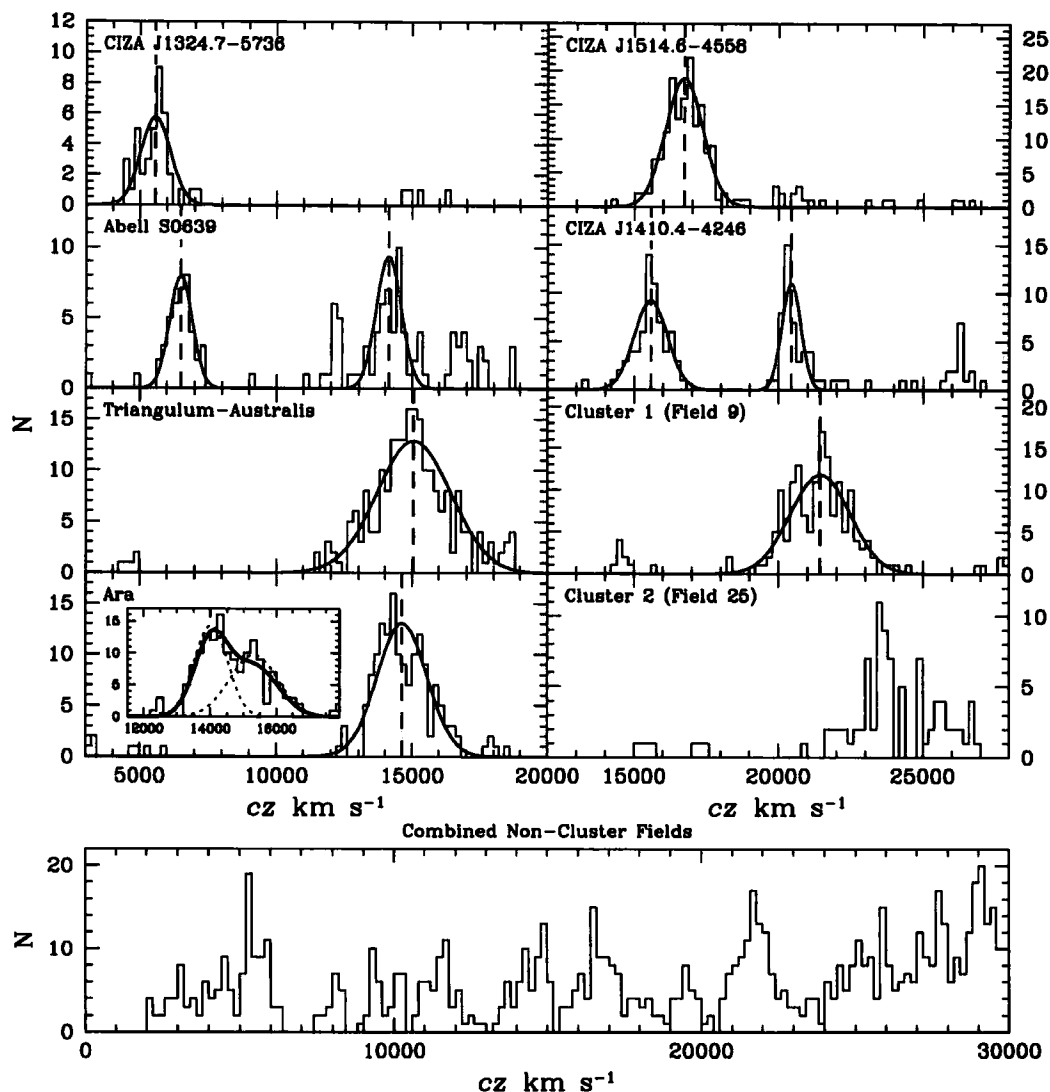 CIZA J1324.7-5736
CIZA J1514.6-4558
12
10
8
6
4
2
0
25
20
15
10
5
0
Abell S0639
CIZA J1410.4-4246
10
5
0
15
10
5
0
Triangulum-Australis
Cluster 1 (Field 9)
15
10
5
0
20
15
10
5
0
Ara
Cluster 2 (Field 25)
15
10
5
0
15
10
5
0
12000 14000 16000
10
5
0
N
5000 10000 15000 20000 15000 20000 25000
cz km s⁻¹ cz km s⁻¹
Combined Non-Cluster Fields
20
10
0
N
0 10000 20000 30000
cz km s⁻¹